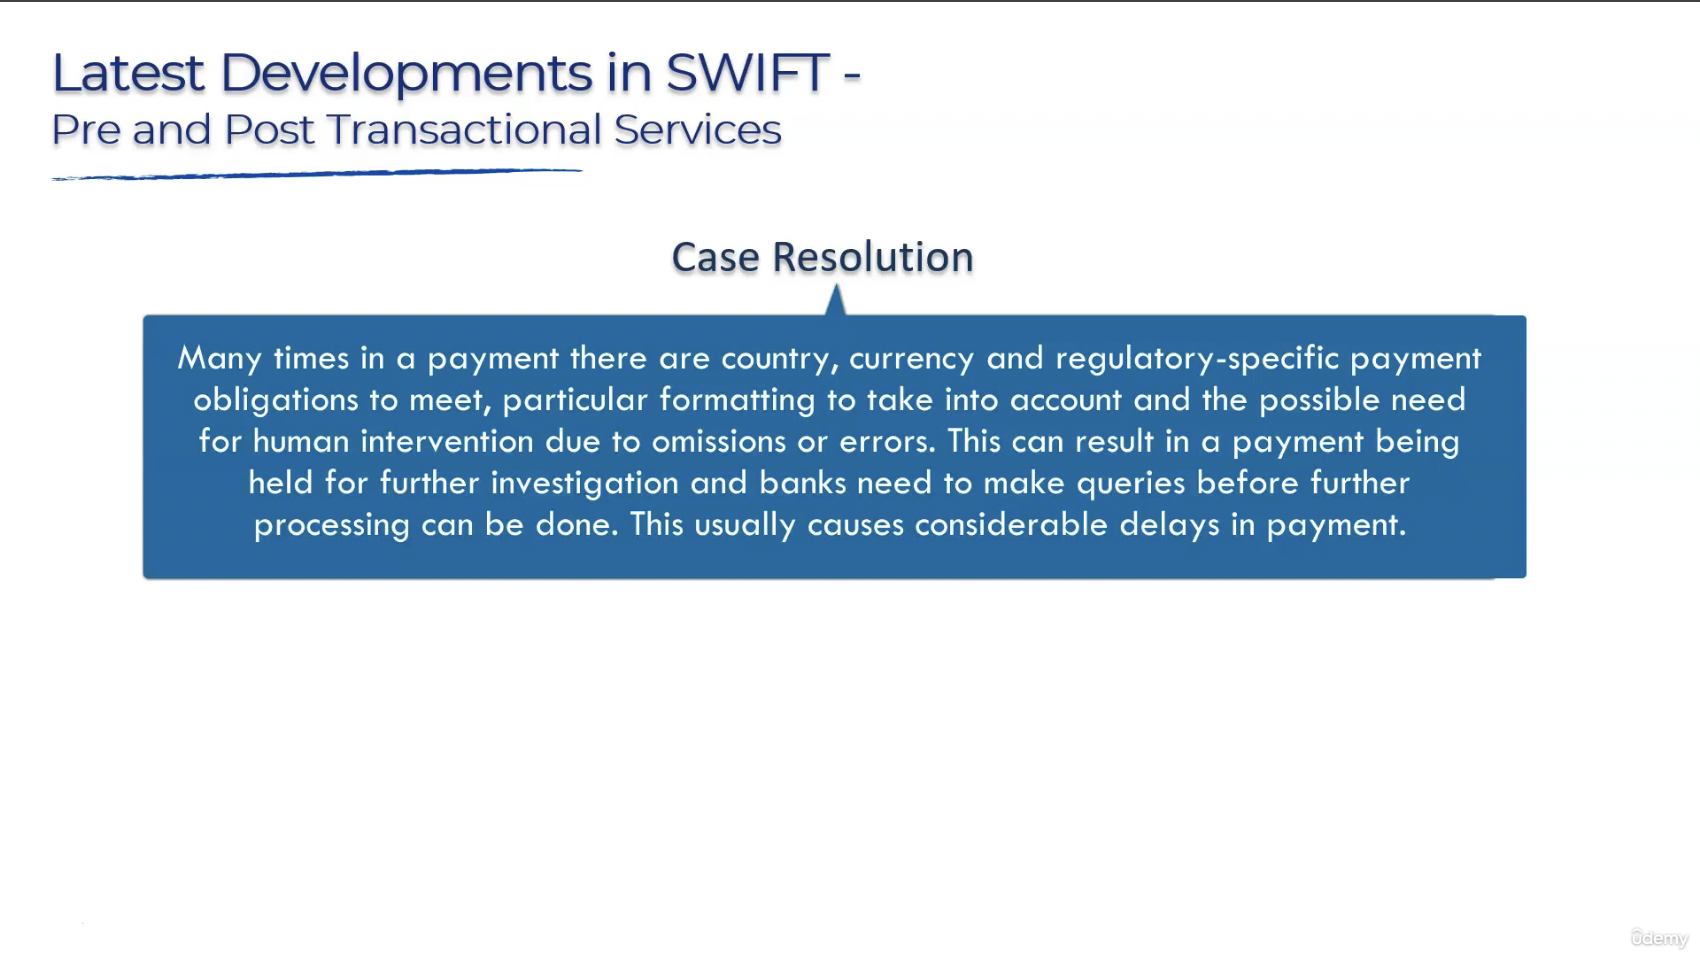 Latest Developments in SWIFT -
Pre and Post Transactional Services
Case Resolution
Many times in a payment there are country, currency and regulatory-specific payment
obligations to meet, particular formatting to take into account and the possible need
for human intervention due to omissions or errors. This can result in a payment being
held for further investigation and banks need to make queries before further
processing can be done. This usually causes considerable delays in payment.
udemy